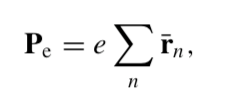 𝐏ₑ = e ∑ₙ 𝐫̄ₙ,